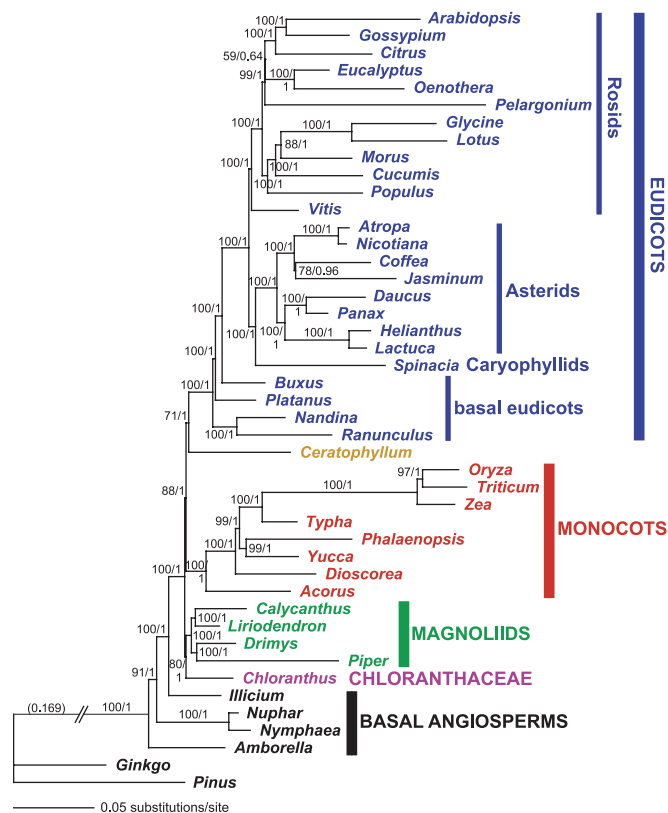 100/1 Arabidopsis
100/1 Gossypium
Citrus
59/0.64
100/1 Eucalyptus
99/1
Oenothera
Pelargonium
Rosids
100/1 Glycine
100/1
88/1 Lotus
Morus
100/1 Cucumis
100/1 Populus
Vitis
EUDICOTS
Atropa
100/1 Nicotiana
100/1
100/1 Coffea
78/0.96 Jasminum
100/1
100/1 Daucus
Panax
Asterids
100/1
100/1 Helianthus
100/1 Lactuca
Spinacia Caryophyllids
100/1 Buxus
100/1 Platanus
basal eudicots
Nandina
71/1 100/1 Ranunculus
Ceratophyllum
97/1 Oryza
100/1 Triticum
88/1 Zea
100/1
99/1 Typha
Phalaenopsis
MONOCOTS
100/1 99/1 Yucca
100/1 100/1 Dioscorea
Acorus
Calycanthus
100/1 Liriodendron
MAGNOLIIDS
100/1 100/1 Drimys
80/1 Piper
91/1 Chloranthus CHLORANTHACEAE
Illicium
(0.169) 100/1 100/1 Nuphar
BASAL ANGIOSPERMS
Nymphaea
Amborella
Ginkgo
Pinus
0.05 substitutions/site